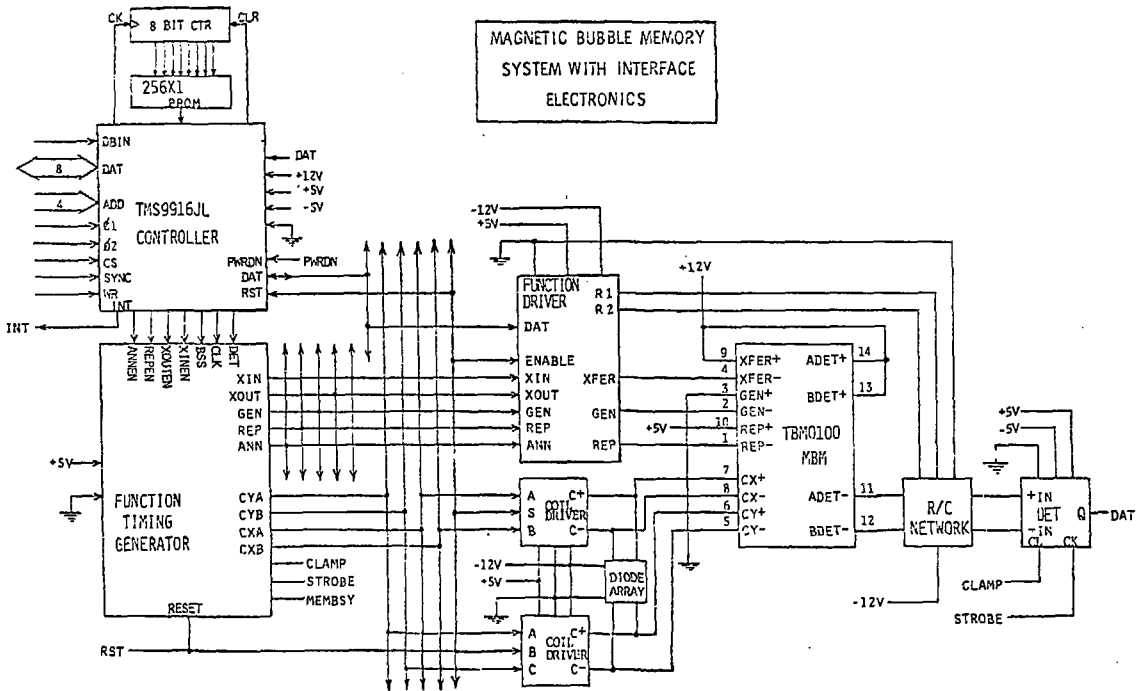 CK
8 BIT CTR
CLR
256X1
PROM
MAGNETIC BUBBLE MEMORY
SYSTEM WITH INTERFACE
ELECTRONICS
DBIN
8
DAT
4
ADD
Ø1
Ø2
CS
SYNC
WR
INT
INT
TMS9916JL
CONTROLLER
DAT
+12V
+5V
-5V
PWRDN
PWRDN
DAT
RST
ANNEN
REPEN
XOUTEN
XINEN
BSS
CLK
DET
XIN
XOUT
GEN
REP
ANN
+5V
FUNCTION
TIMING
GENERATOR
CYA
CYB
CXA
CXB
CLAMP
STROBE
MEMBSY
RESET
RST
-12V
+5V
FUNCTION
DRIVER
R1
R2
DAT
ENABLE
XIN
XOUT
GEN
REP
ANN
XFER
GEN
REP
A
S
B
C+
C-
COIL
DRIVER
-12V
+5V
DIODE
ARRAY
A
B
C
C+
C-
COIL
DRIVER
+12V
+5V
9
4
3
2
10
1
7
8
6
5
XFER+
XFER-
GEN+
GEN-
REP+
REP-
CX+
CX-
CY+
CY-
TBM0100
MBM
ADET+
BDET+
ADET-
BDET-
14
13
11
12
R/C
NETWORK
-12V
+5V
-5V
+IN
-IN
DET
Q
CL
CK
DAT
CLAMP
STROBE